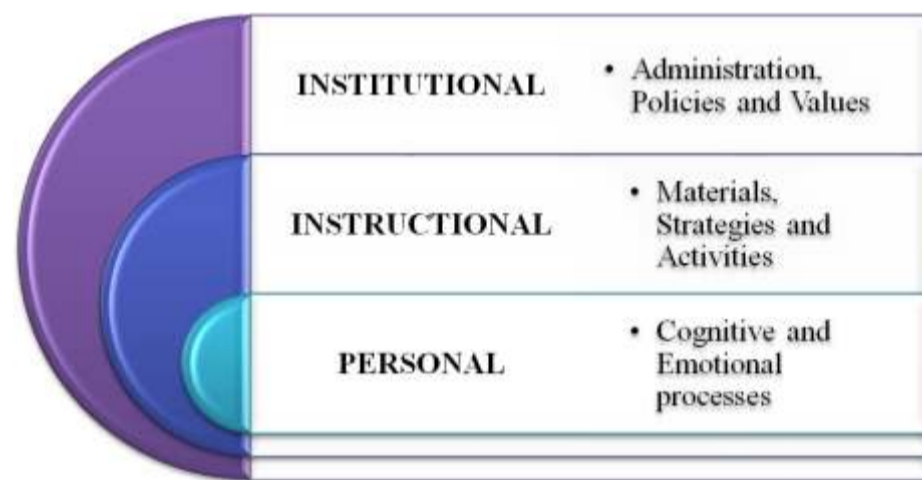 INSTITUTIONAL
• Administration,
Policies and Values
INSTRUCTIONAL
• Materials,
Strategies and
Activities
PERSONAL
• Cognitive and
Emotional
processes